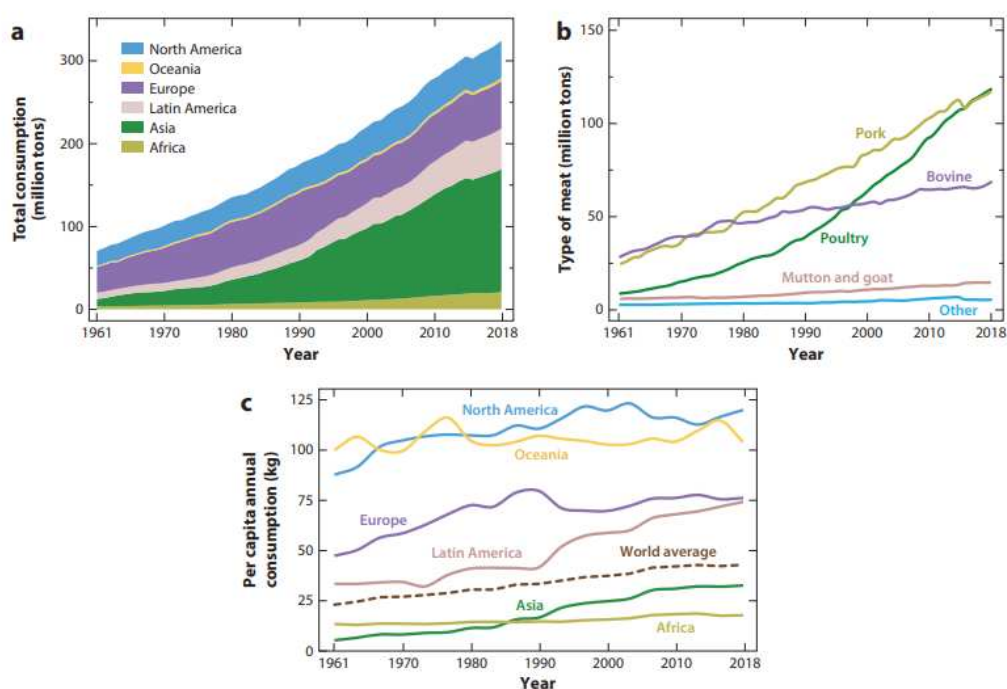 a
Total consumption
(million tons)
300
200
100
0
North America
Oceania
Europe
Latin America
Asia
Africa
1961 1970 1980 1990 2000 2010 2018
Year
b
Type of meat (million tons)
150
100
50
0
Pork
Bovine
Poultry
Mutton and goat
Other
1961 1970 1980 1990 2000 2010 2018
Year
c
Per capita annual
consumption (kg)
125
100
75
50
25
0
North America
Oceania
Europe
Latin America
World average
Asia
Africa
1961 1970 1980 1990 2000 2010 2018
Year